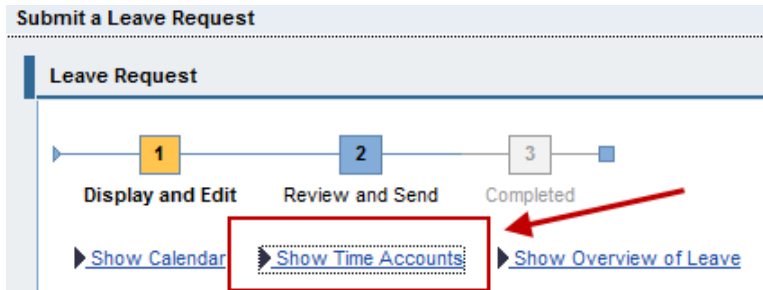 Submit a Leave Request
Leave Request
1 2 3
Display and Edit Review and Send Completed
Show Calendar Show Time Accounts Show Overview of Leave